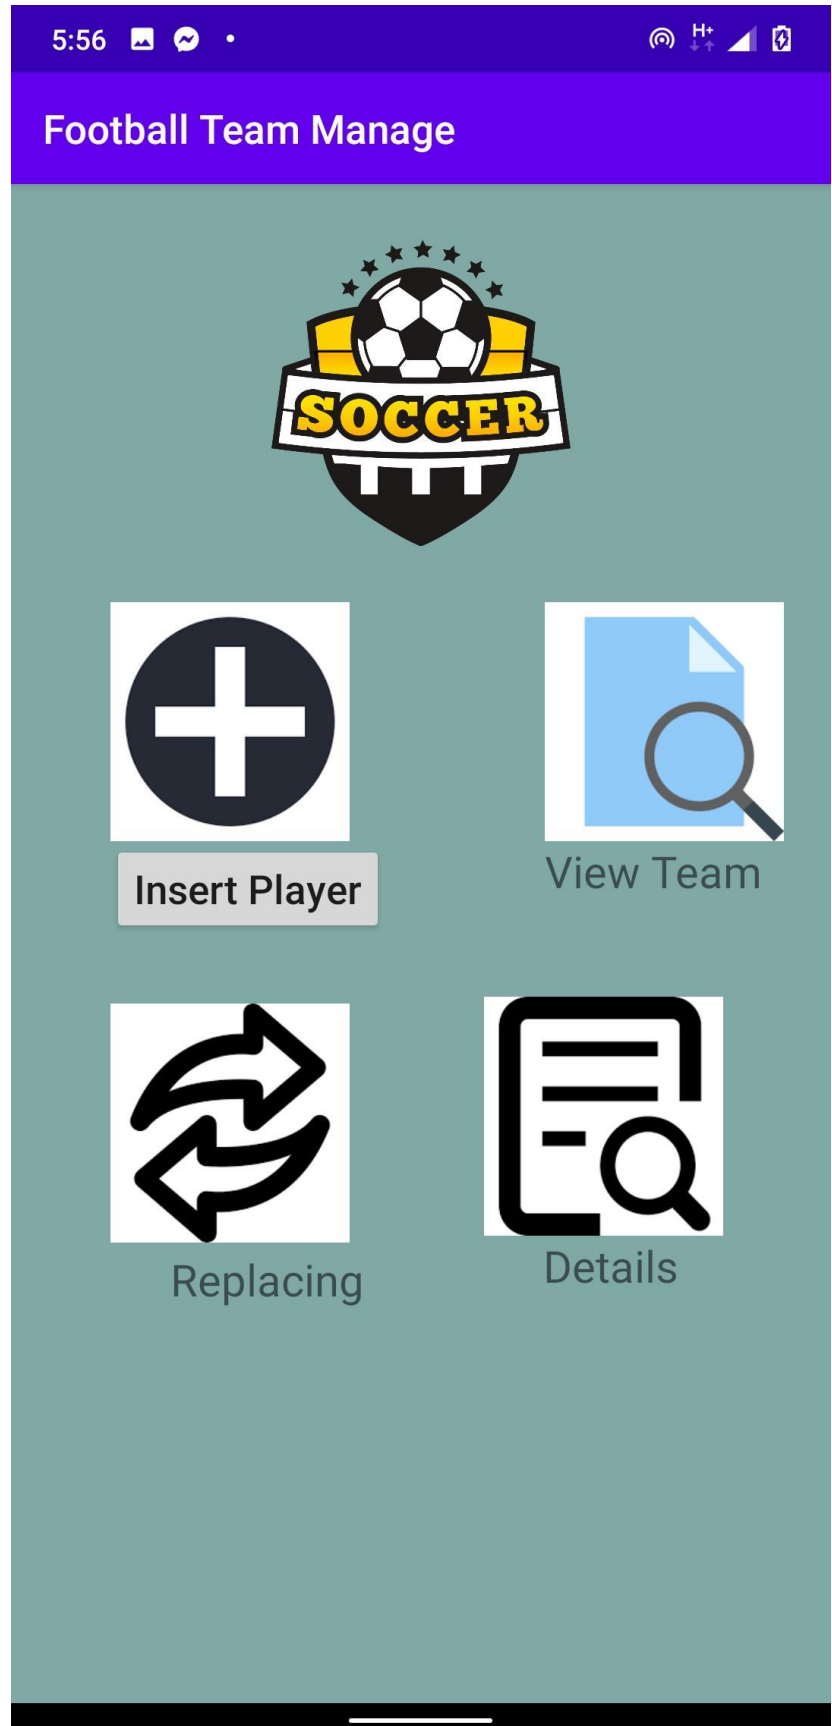 5:56
H+
Football Team Manage
SOCCER
Insert Player
View Team
Replacing
Details